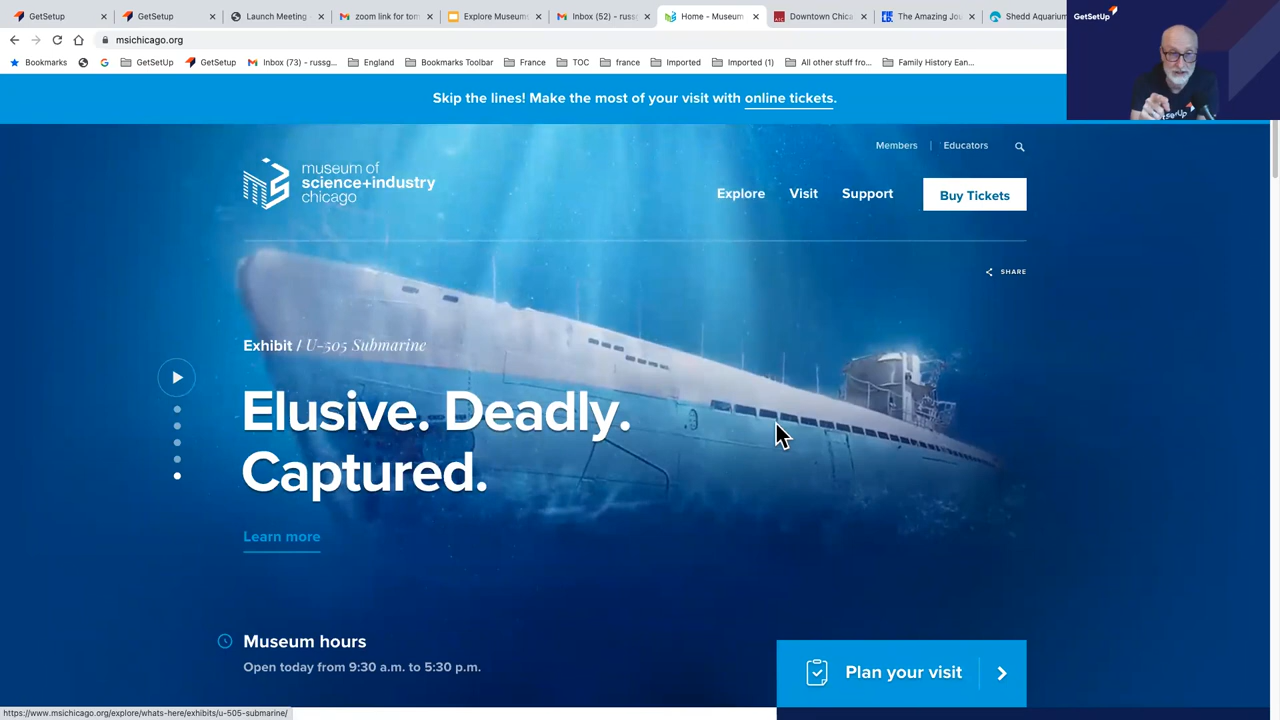 GetSetUp
GetSetUp
Launch Meeting
zoom link for tom
Explore Museums
Inbox (52) - russg
Home - Museum
Downtown Chica
The Amazing Jou
Shedd Aquarium
msichicago.org
Bookmarks
GetSetUp
GetSetup
Inbox (73) - russg...
England
Bookmarks Toolbar
France
TOC
france
Imported
Imported (1)
All other stuff fro...
Family History Ean...
GetSetUp
Skip the lines! Make the most of your visit with online tickets.
Members | Educators
museum of
science+industry
chicago
Explore Visit Support Buy Tickets
SHARE
Exhibit / U-505 Submarine
Elusive. Deadly.
Captured.
Learn more
Museum hours
Open today from 9:30 a.m. to 5:30 p.m.
Plan your visit
https://www.msichicago.org/explore/whats-here/exhibits/u-505-submarine/